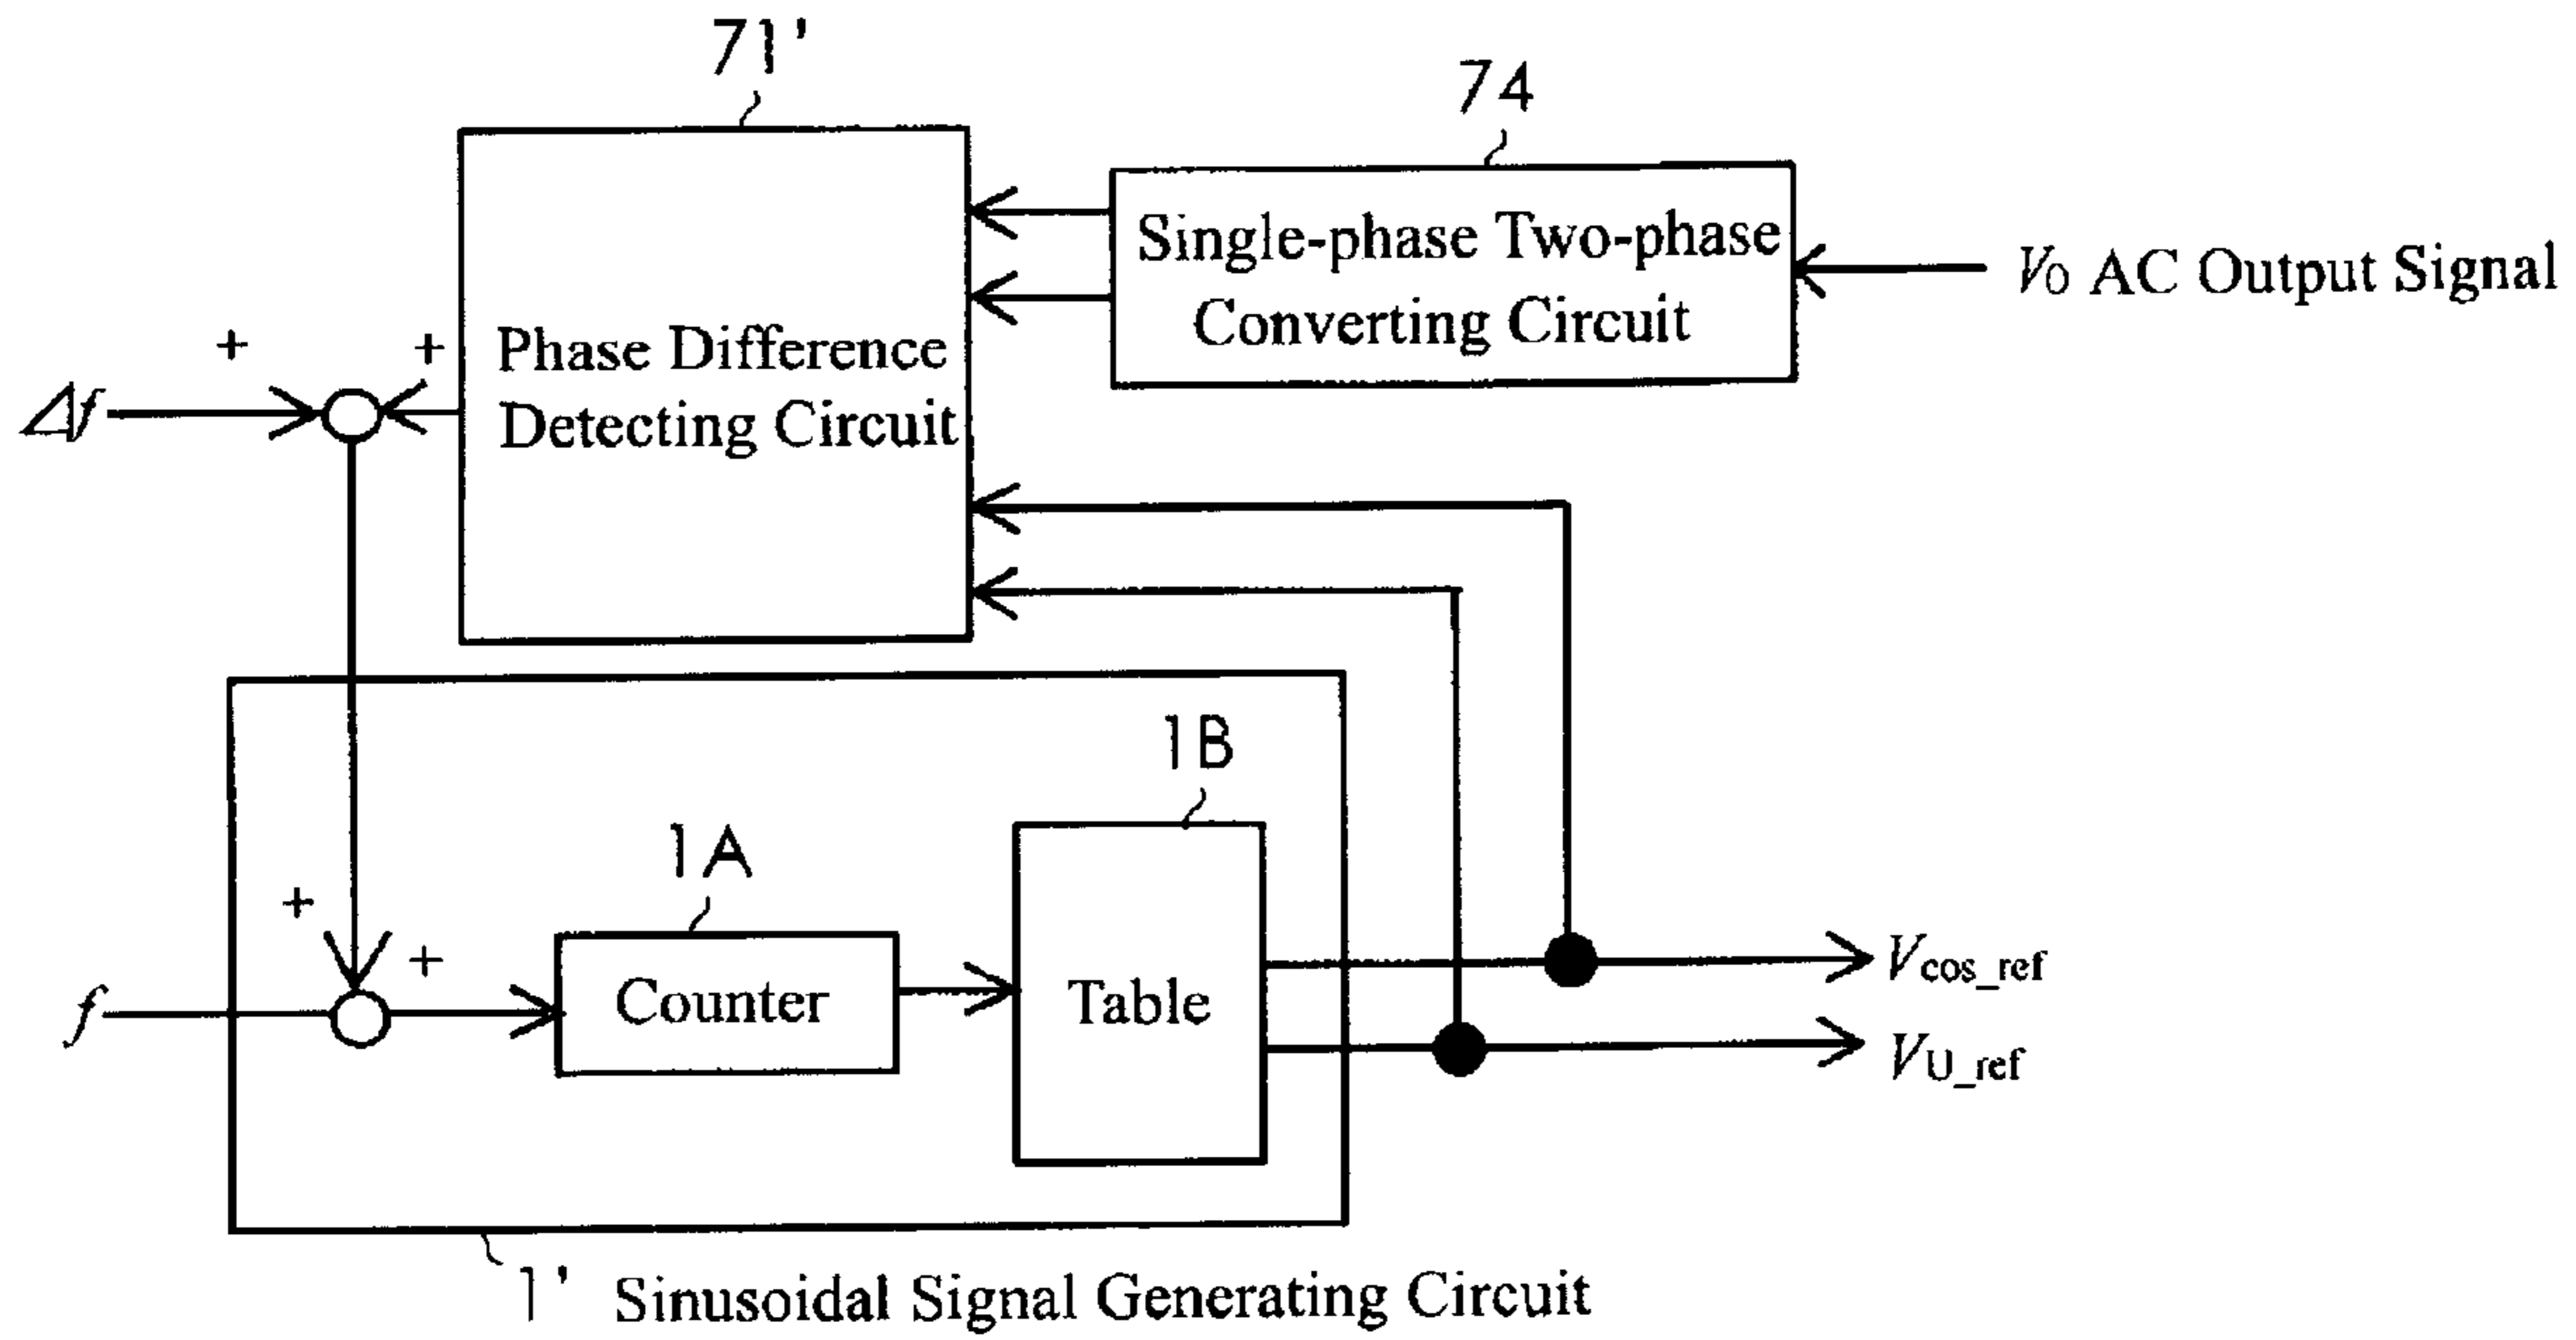 71'
74
Single-phase Two-phase
Converting Circuit
V0 AC Output Signal
Phase Difference
Detecting Circuit
+
+
Δf
1B
1A
+
+
Counter
Table
f
Vcos_ref
VU_ref
1' Sinusoidal Signal Generating Circuit